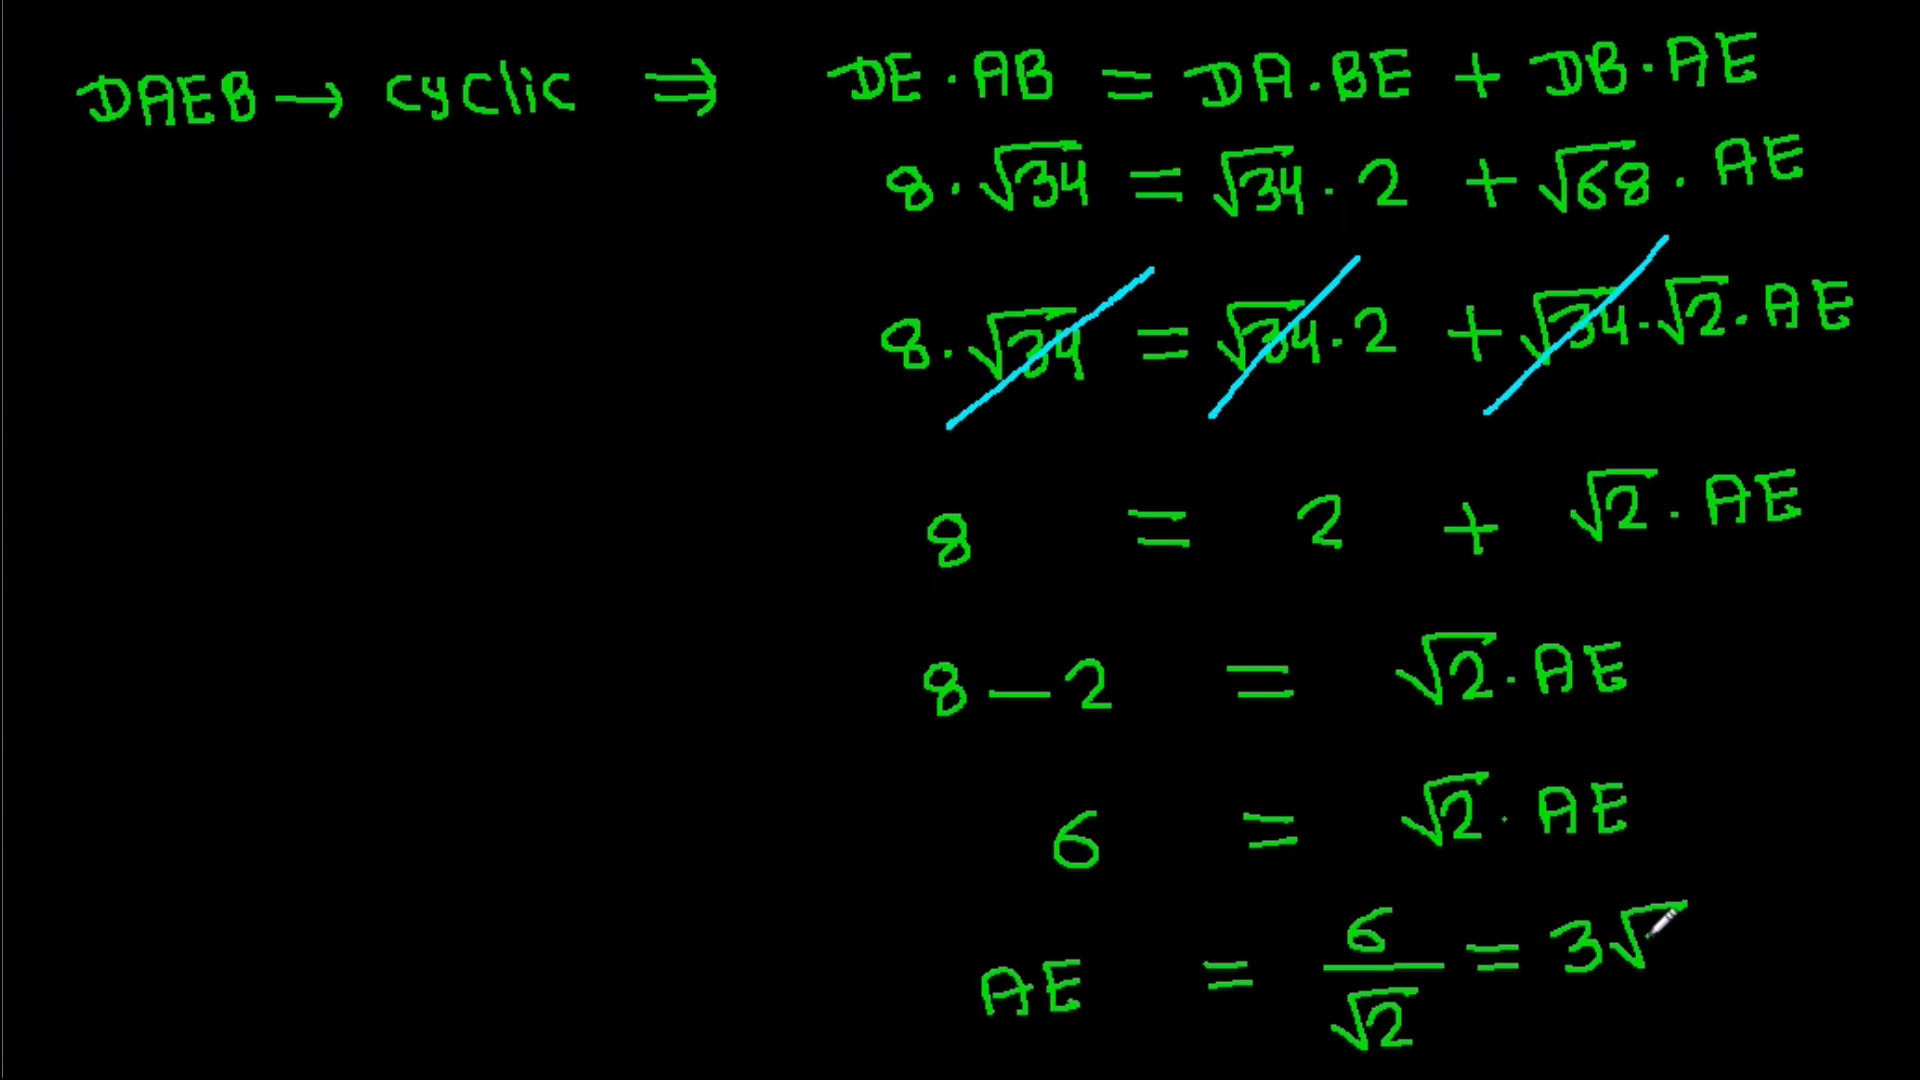 DAEB → cyclic ⇒ DE · AB = DA · BE + DB · AE
8 · √34 = √34 · 2 + √68 · AE
8 · √34 = √34 · 2 + √34 · √2 · AE
8 = 2 + √2 · AE
8 — 2 = √2 · AE
6 = √2 · AE
AE = 6/√2 = 3√